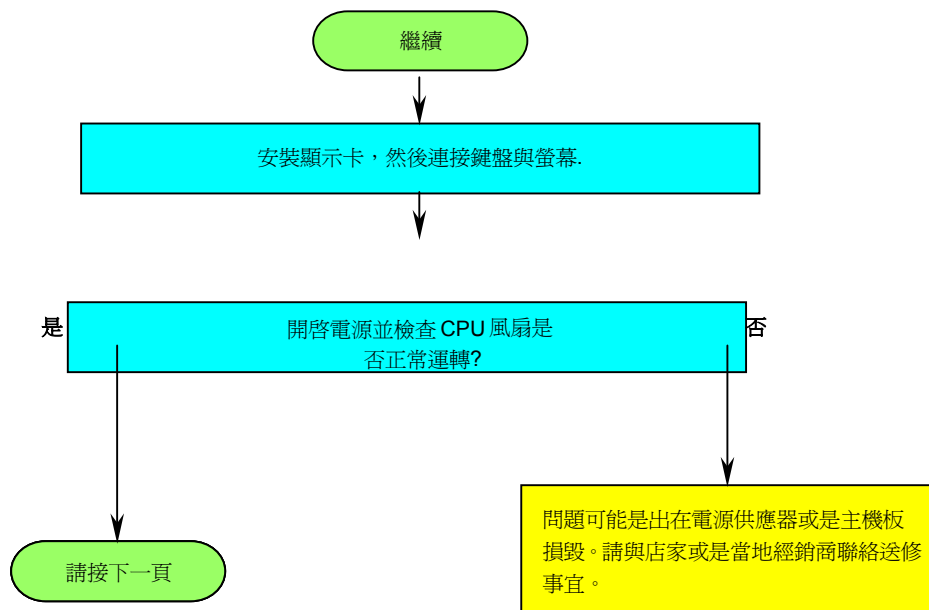 繼續
安裝顯示卡，然後連接鍵盤與螢幕.
是
開啓電源並檢查 CPU 風扇是
否正常運轉?
否
問題可能是出在電源供應器或是主機板
損毀。請與店家或是當地經銷商聯絡送修
事宜。
請接下一頁